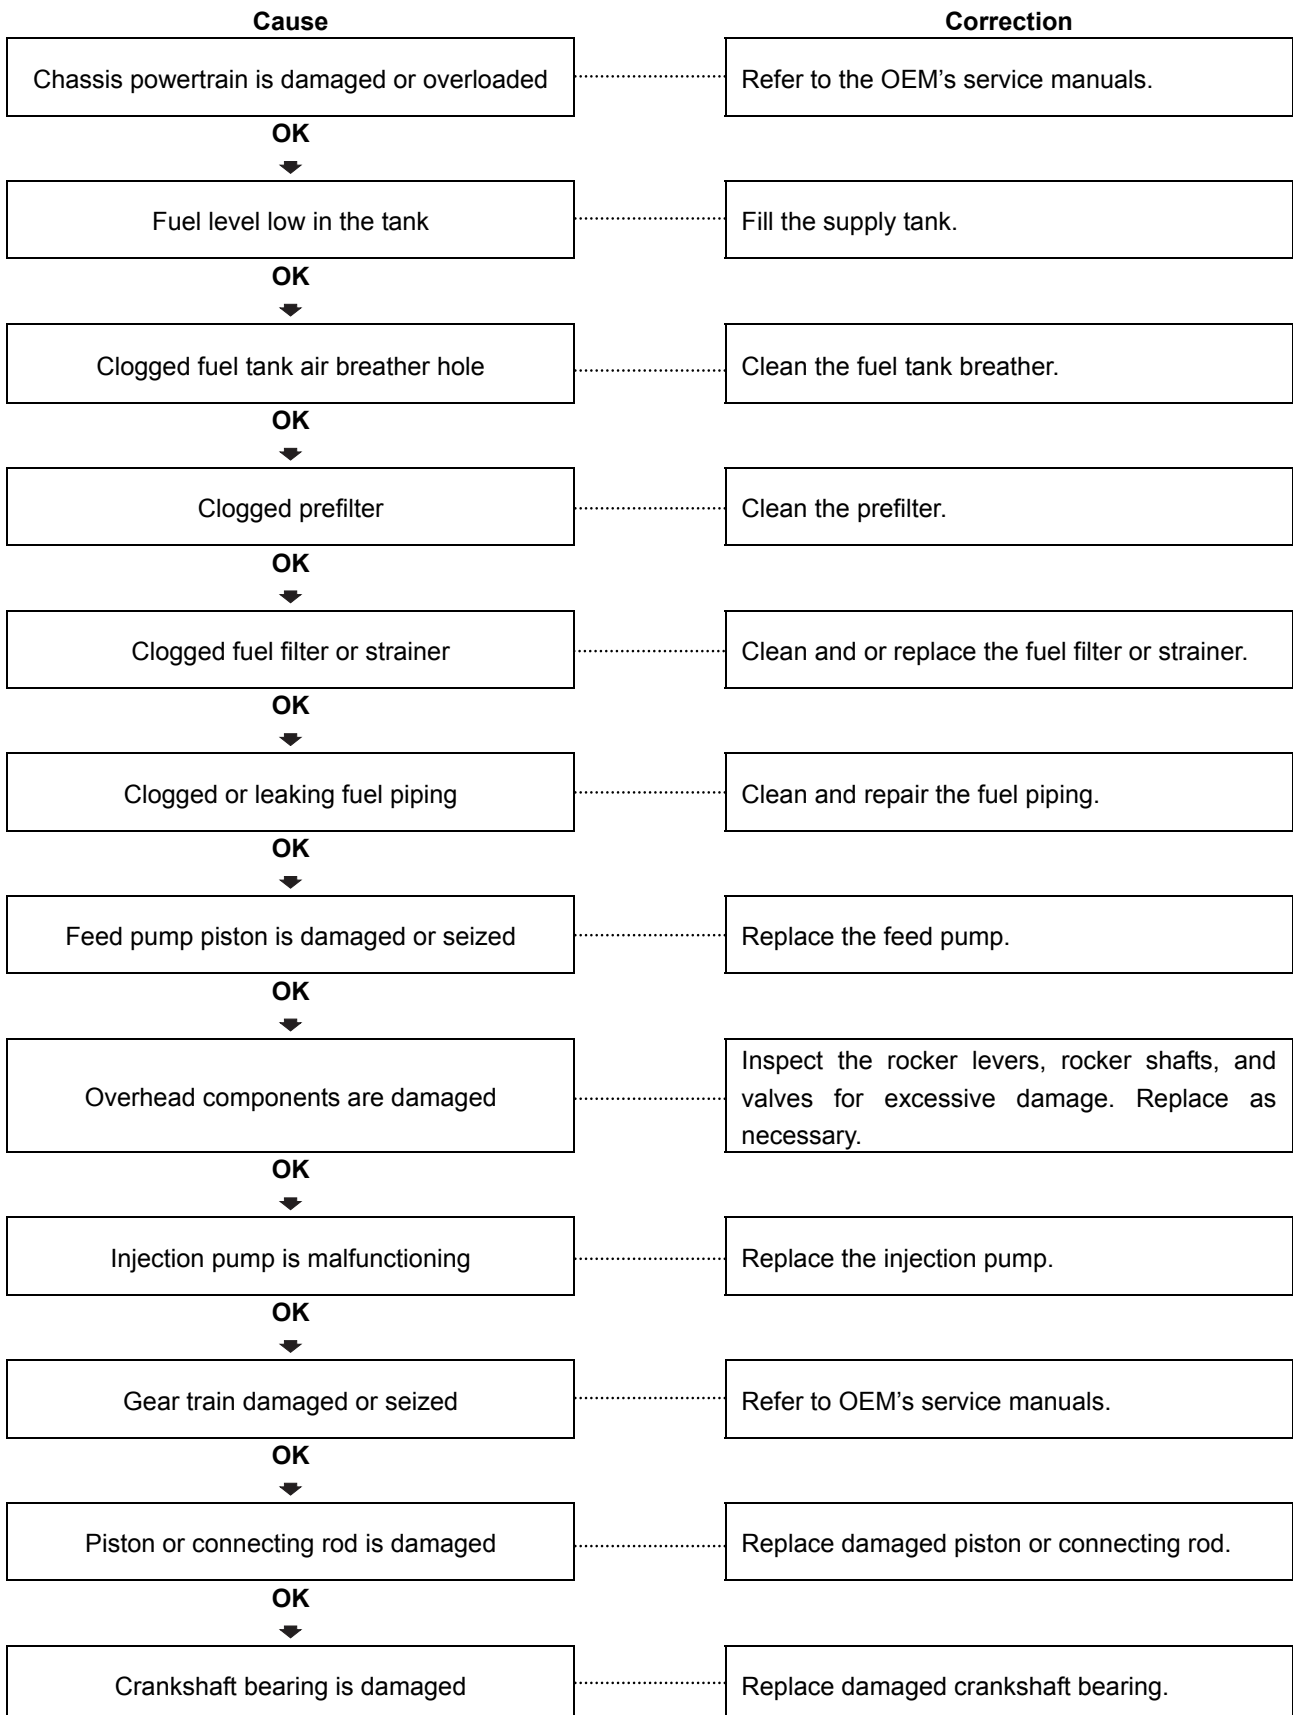 Cause
Correction
Chassis powertrain is damaged or overloaded
Refer to the OEM’s service manuals.
OK
Fuel level low in the tank
Fill the supply tank.
OK
Clogged fuel tank air breather hole
Clean the fuel tank breather.
OK
Clogged prefilter
Clean the prefilter.
OK
Clogged fuel filter or strainer
Clean and or replace the fuel filter or strainer.
OK
Clogged or leaking fuel piping
Clean and repair the fuel piping.
OK
Feed pump piston is damaged or seized
Replace the feed pump.
OK
Overhead components are damaged
Inspect the rocker levers, rocker shafts, and
valves for excessive damage. Replace as
necessary.
OK
Injection pump is malfunctioning
Replace the injection pump.
OK
Gear train damaged or seized
Refer to OEM’s service manuals.
OK
Piston or connecting rod is damaged
Replace damaged piston or connecting rod.
OK
Crankshaft bearing is damaged
Replace damaged crankshaft bearing.